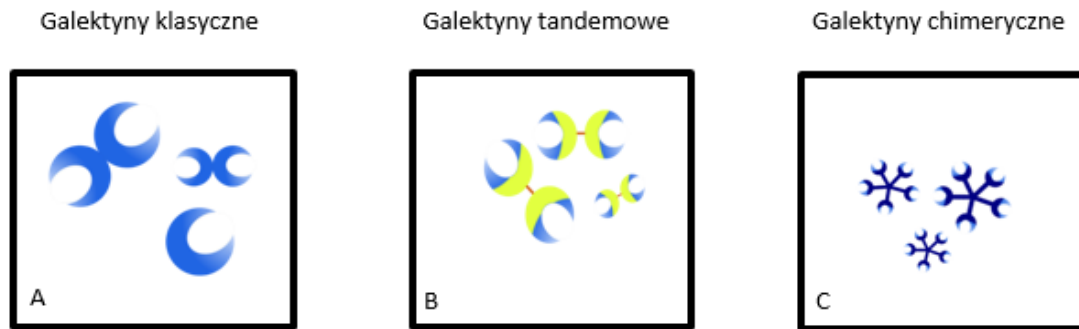 Galektyny klasyczne
Galektyny tandemowe
Galektyny chimeryczne
A
B
C